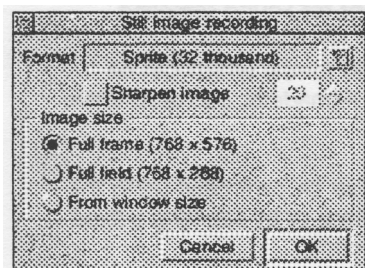 Still image recording
Format Sprite (32 thousand)
Sharpen image 20
Image size
Full frame (768 x 576)
Full field (768 x 288)
From window size
Cancel OK